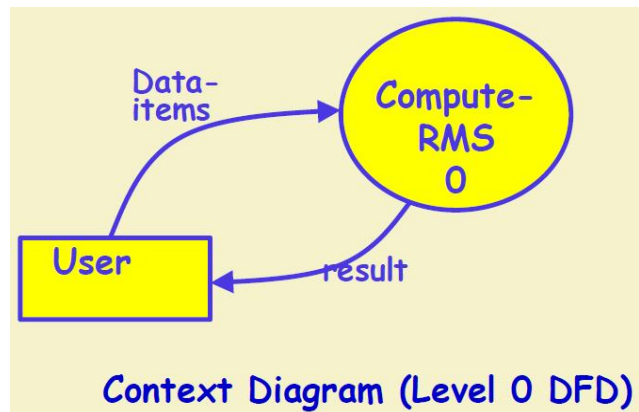 Data-
items
Compute-
RMS
0
User
result
Context Diagram (Level 0 DFD)